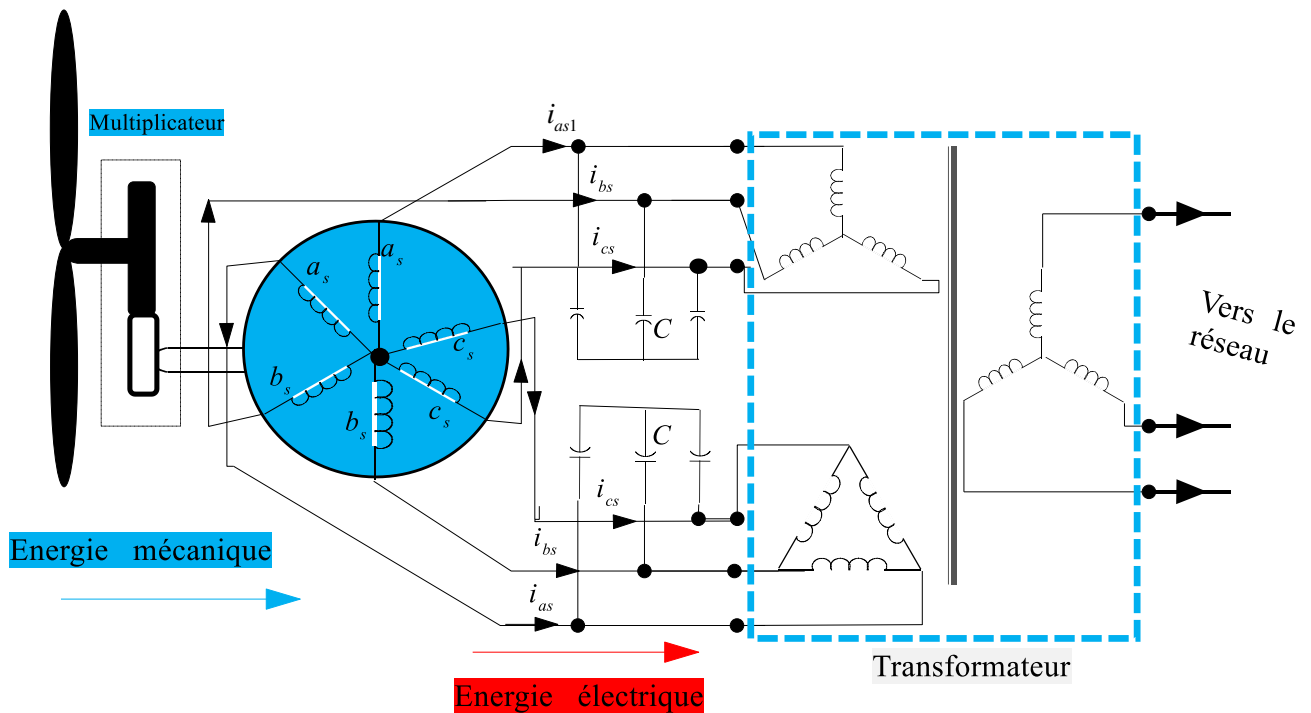 Multiplicateur
i_as1
i_bs
i_cs
a_s
a_s
c_s
b_s
c_s
b_s
C
C
i_cs
i_bs
i_as
Vers le
réseau
Energie mécanique
Transformateur
Energie électrique